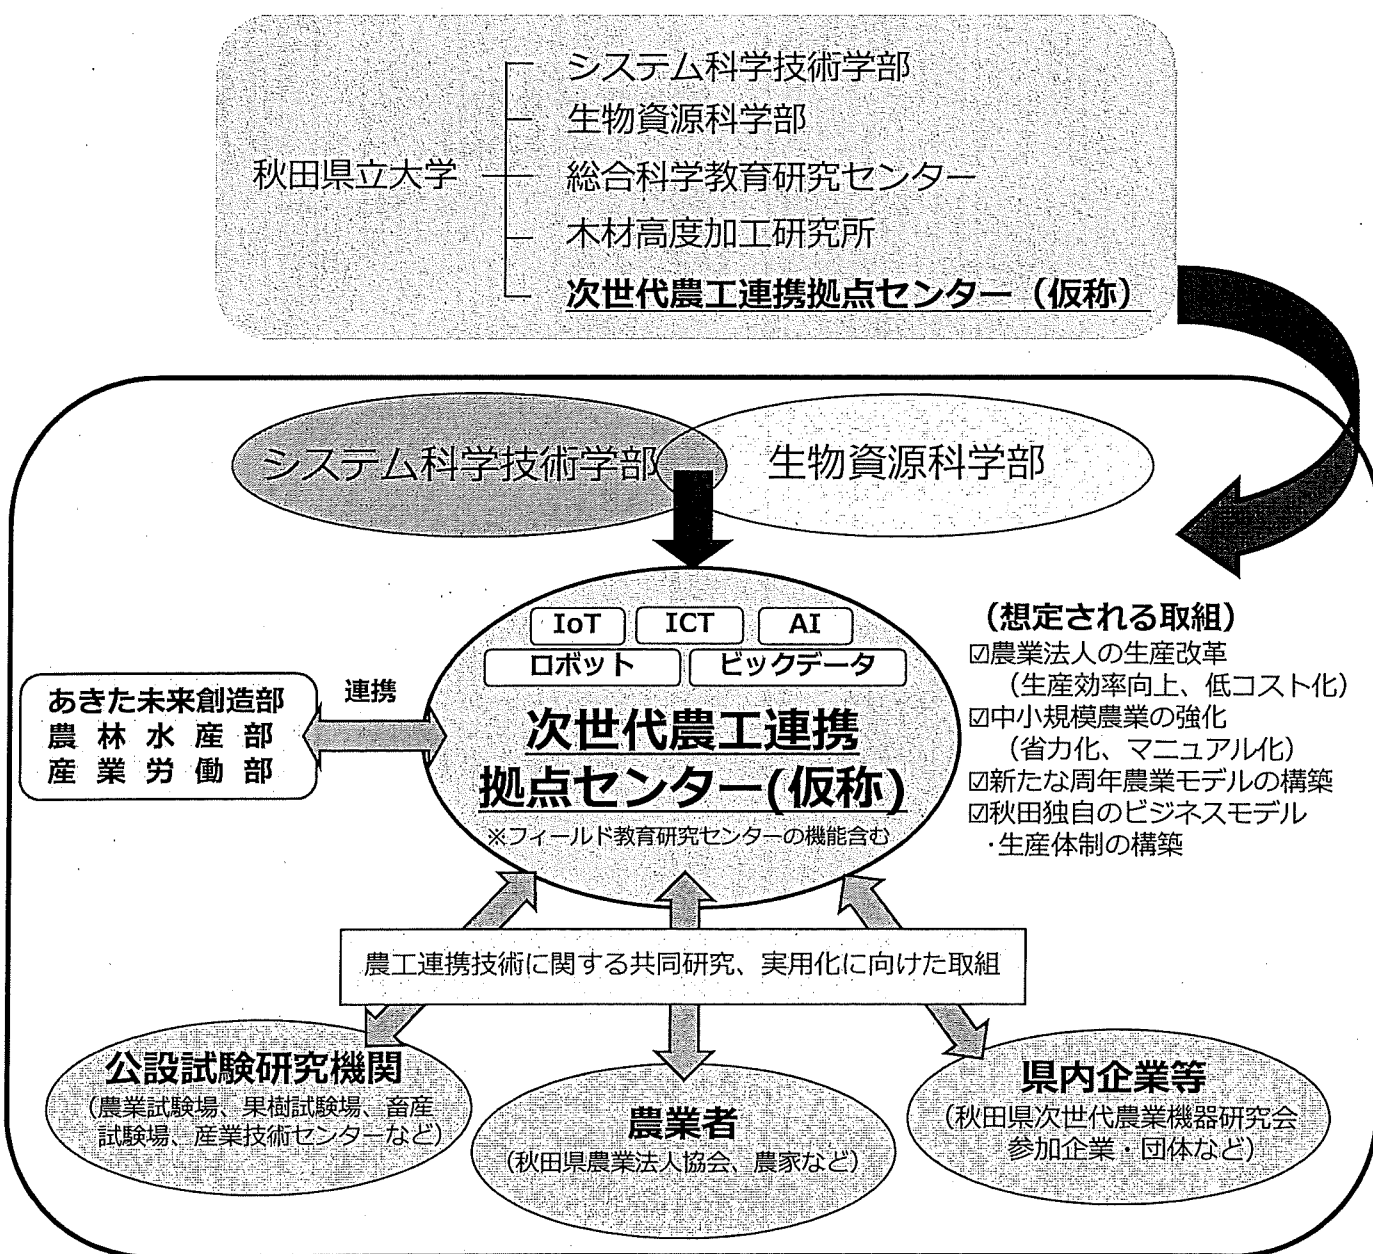 システム科学技術学部
生物資源科学部
秋田県立大学
総合科学教育研究センター
木材高度加工研究所
次世代農工連携拠点センター（仮称）
システム科学技術学部
生物資源科学部
IoT
ICT
AI
ロボット
ビックデータ
次世代農工連携
拠点センター(仮称)
※フィールド教育研究センターの機能含む
あきた未来創造部
農林水産部
産業労働部
連携
（想定される取組）
☑農業法人の生産改革
（生産効率向上、低コスト化）
☑中小規模農業の強化
（省力化、マニュアル化）
☑新たな周年農業モデルの構築
☑秋田独自のビジネスモデル
・生産体制の構築
農工連携技術に関する共同研究、実用化に向けた取組
公設試験研究機関
（農業試験場、果樹試験場、畜産
試験場、産業技術センターなど）
農業者
（秋田県農業法人協会、農家など）
県内企業等
（秋田県次世代農業機器研究会
参加企業・団体など）